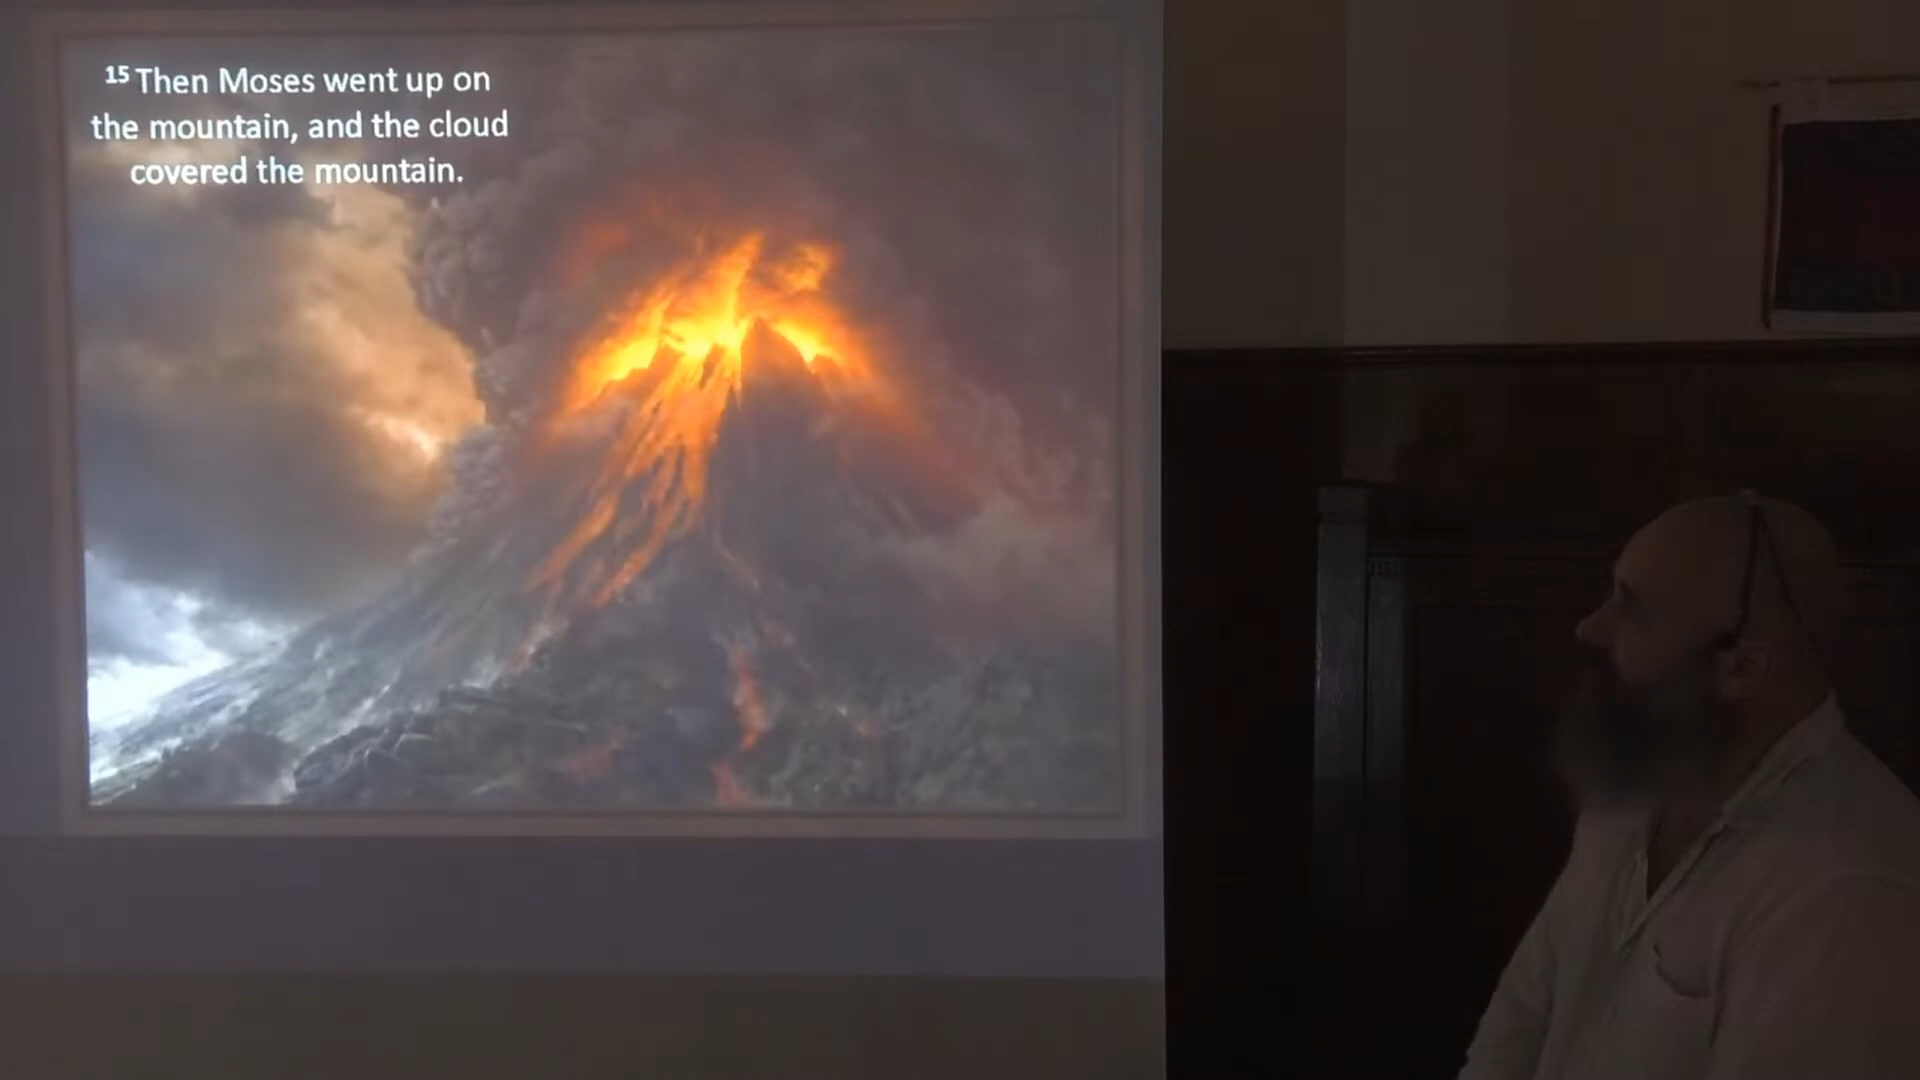 15 Then Moses went up on
the mountain, and the cloud
covered the mountain.